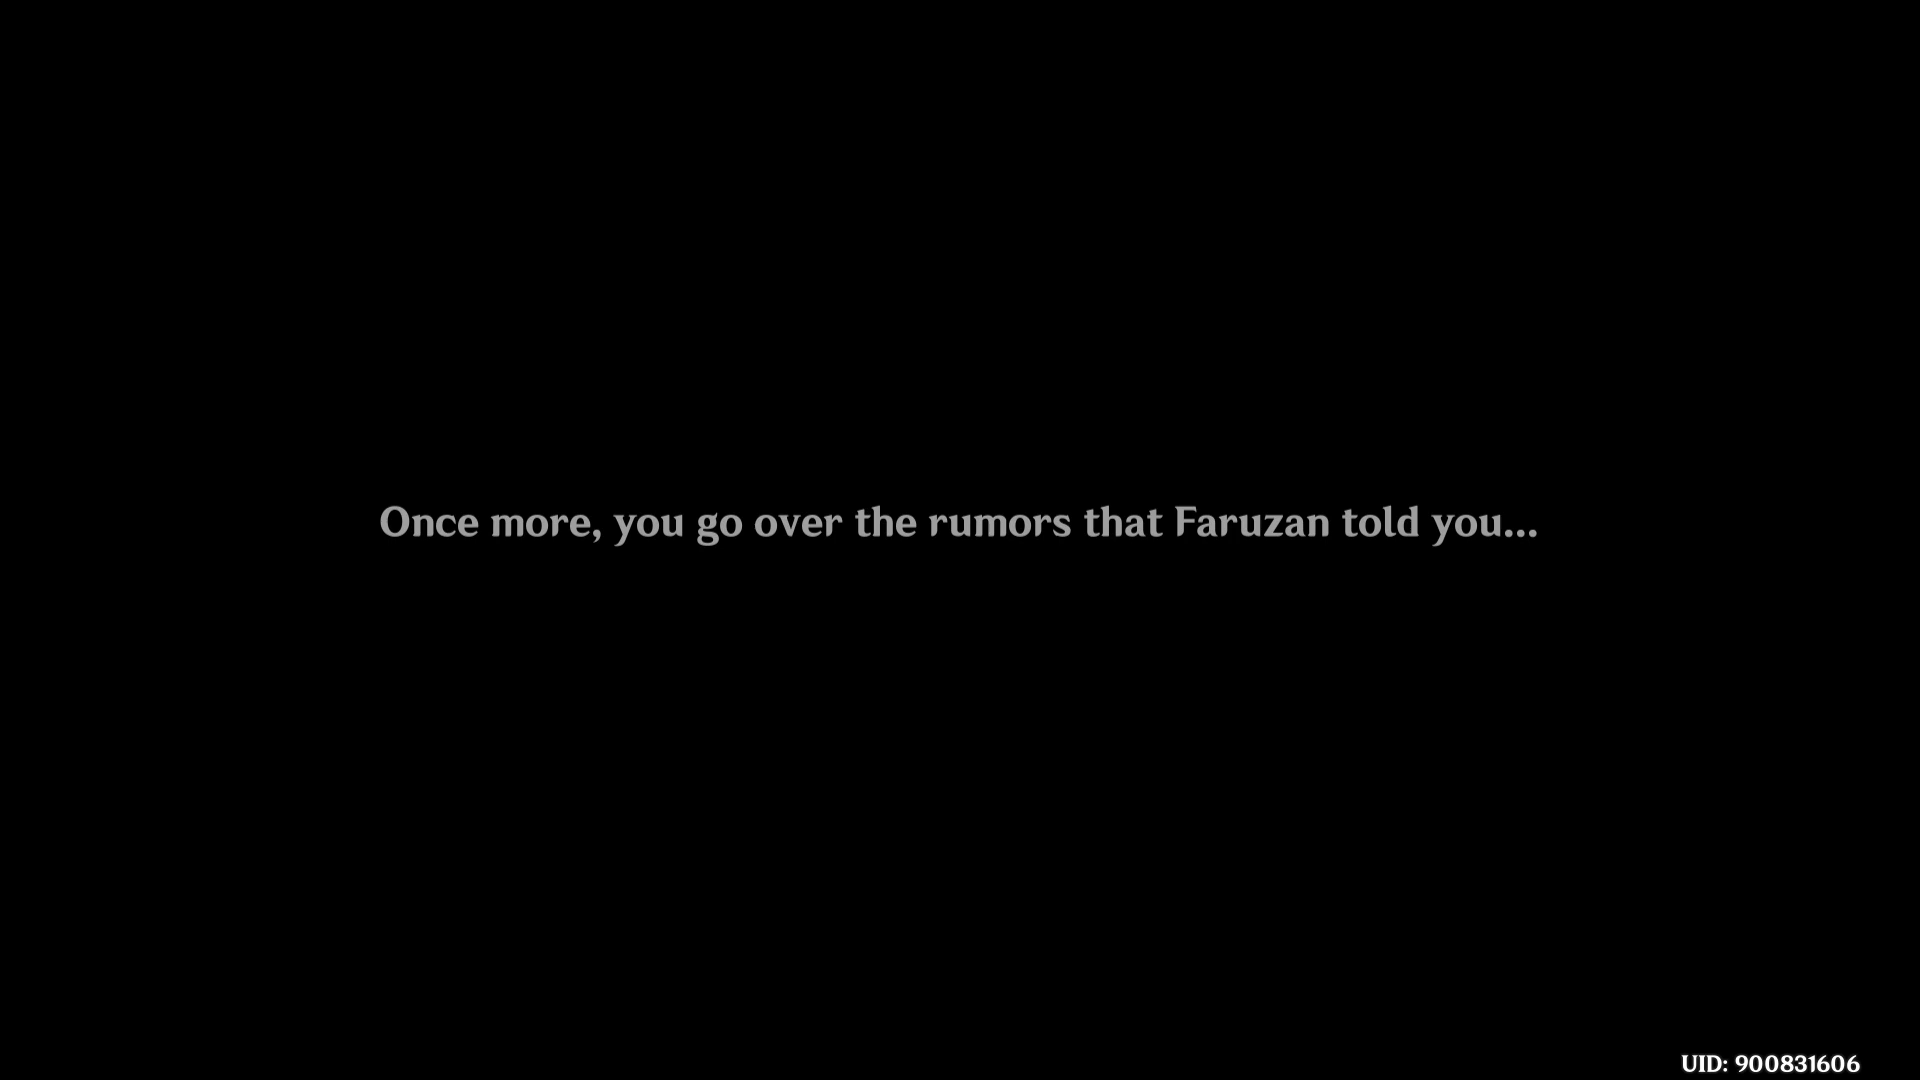 Once more, you go over the rumors that Faruzan told you...
UID: 900831606